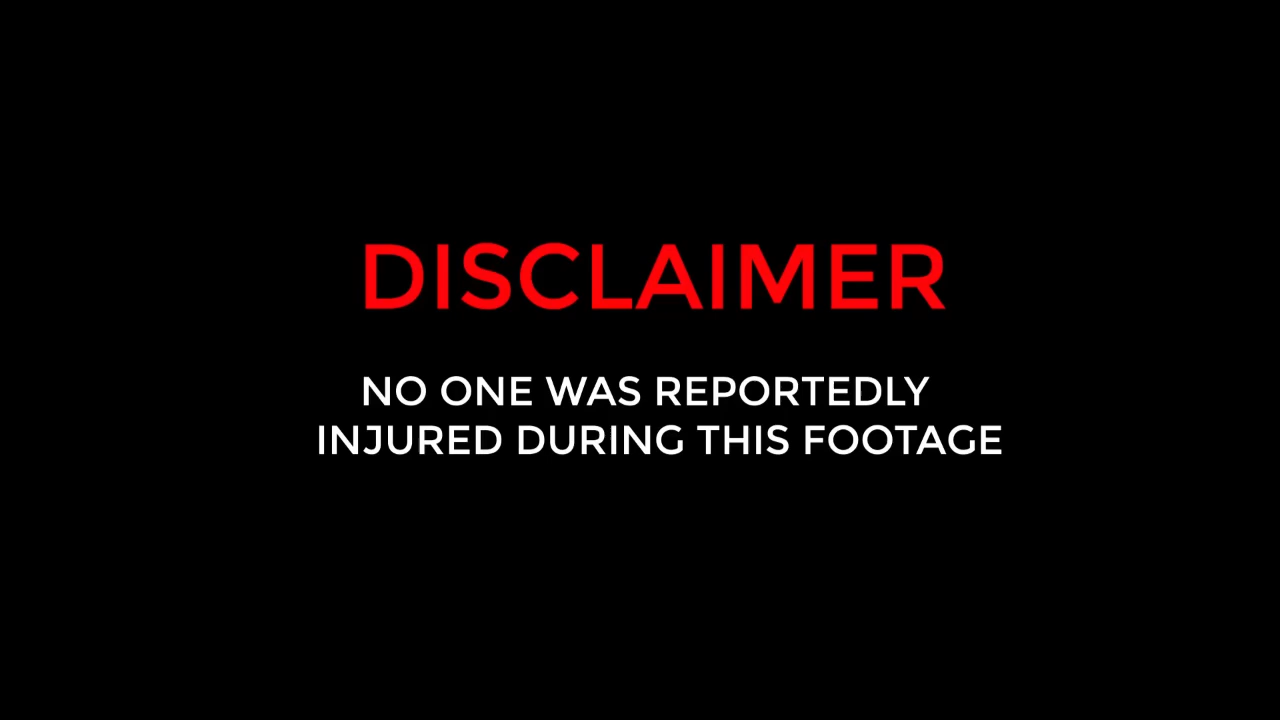 DISCLAIMER
NO ONE WAS REPORTEDLY
INJURED DURING THIS FOOTAGE